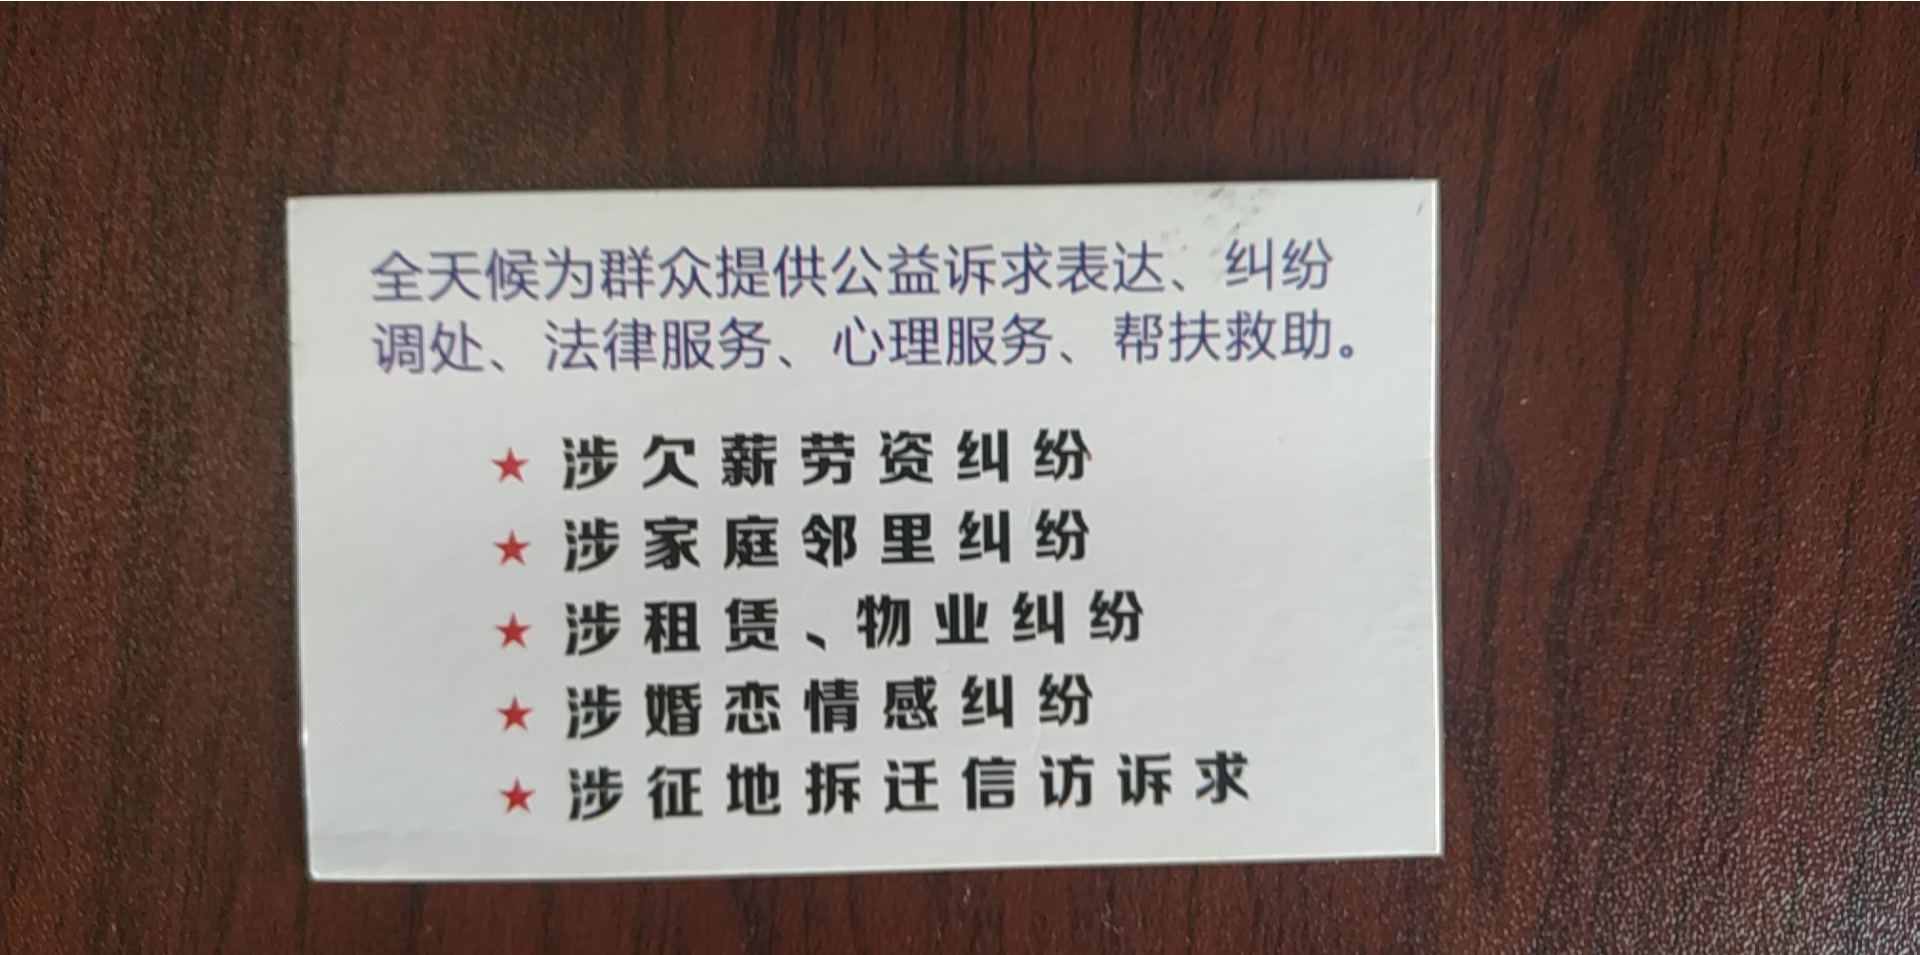 全天候为群众提供公益诉求表达、纠纷
调处、法律服务、心理服务、帮扶救助。
★ 涉欠薪劳资纠纷
★ 涉家庭邻里纠纷
★ 涉租赁、物业纠纷
★ 涉婚恋情感纠纷
★ 涉征地拆迁信访诉求